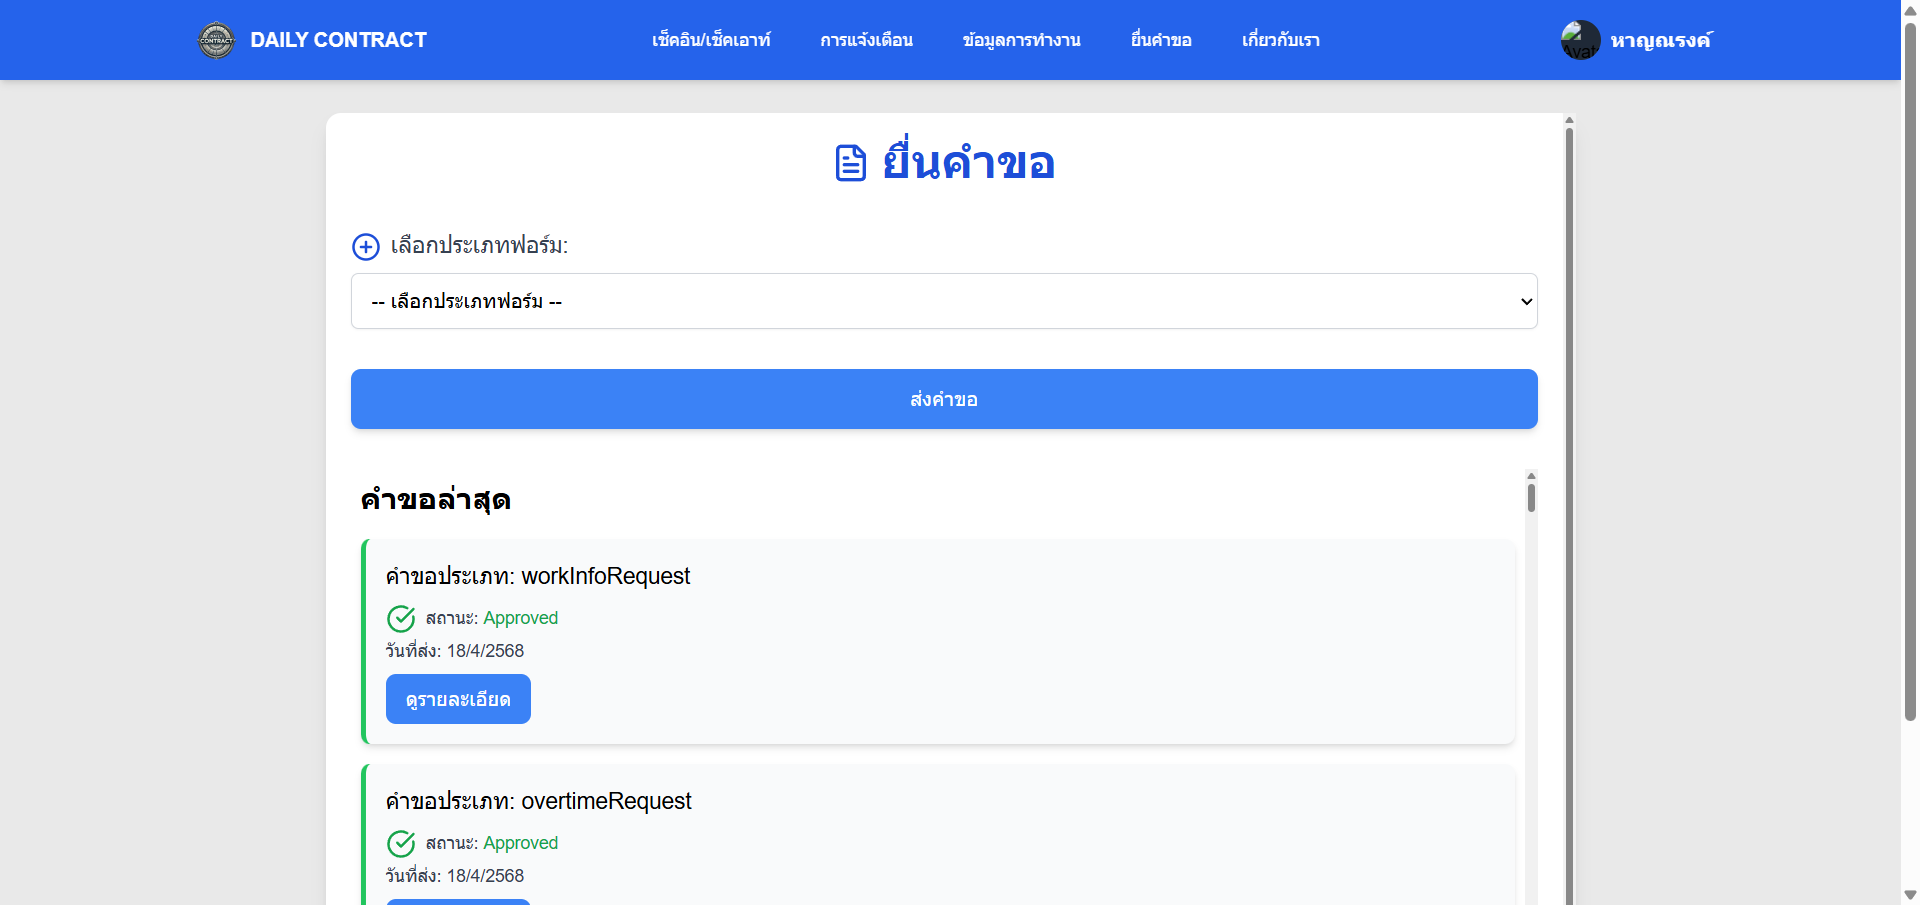 DAILY CONTRACT
เช็คอิน/เช็คเอาท์
การแจ้งเตือน
ข้อมูลการทำงาน
ยื่นคำขอ
เกี่ยวกับเรา
หาญณรงค์
ยื่นคำขอ
เลือกประเภทฟอร์ม:
-- เลือกประเภทฟอร์ม --
ส่งคำขอ
คำขอล่าสุด
คำขอประเภท: workInfoRequest
สถานะ: Approved
วันที่ส่ง: 18/4/2568
ดูรายละเอียด
คำขอประเภท: overtimeRequest
สถานะ: Approved
วันที่ส่ง: 18/4/2568